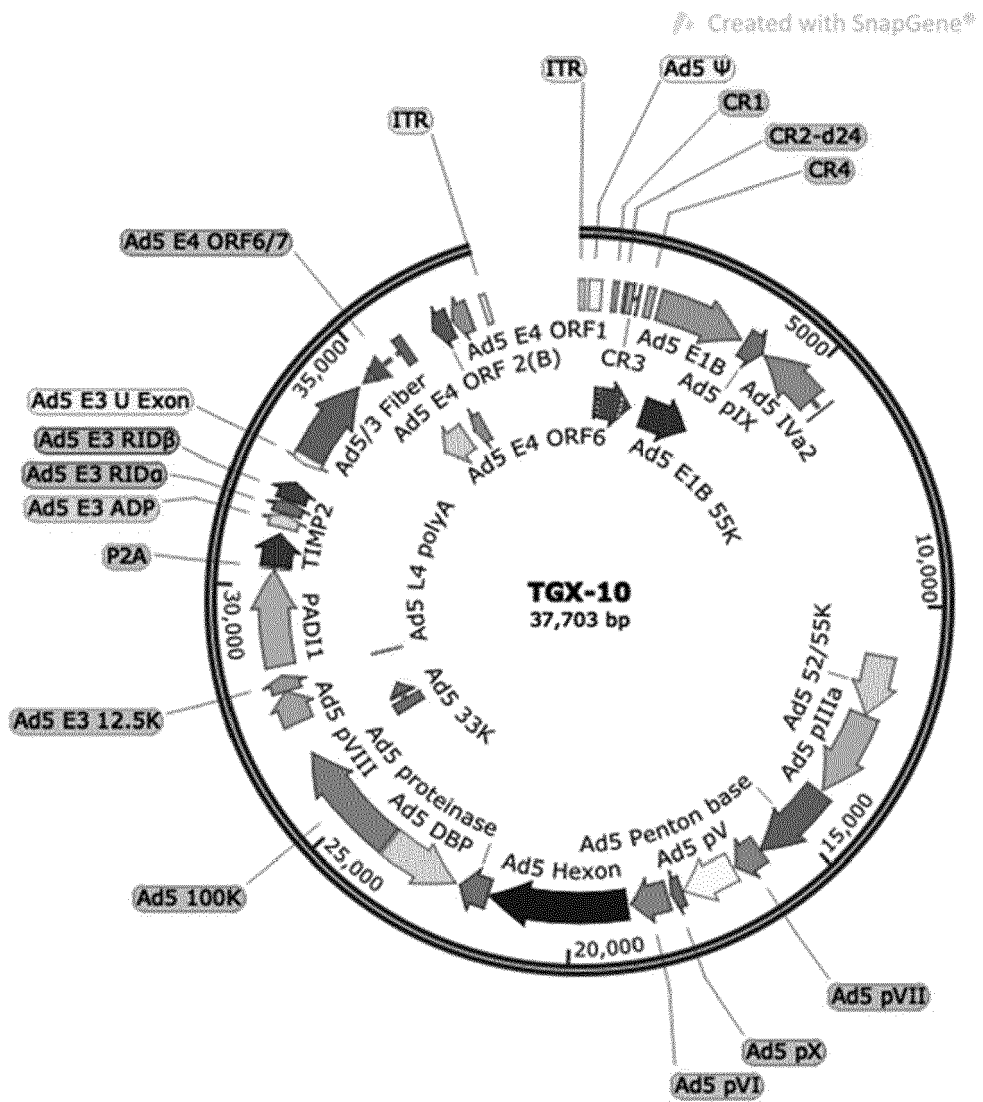 Created with SnapGene®
ITR
Ad5 Ψ
CR1
CR2-d24
CR4
ITR
Ad5 E4 ORF6/7
Ad5 E4 ORF1
CR3
Ad5 E1B
Ad5 pIX
Ad5 IVa2
5000
35,000
Ad5 E4 ORF 2(B)
Ad5/3 Fiber
Ad5 E4 ORF6
Ad5 E1B 55K
Ad5 E3 U Exon
Ad5 E3 RIDβ
Ad5 E3 RIDα
Ad5 E3 ADP
P2A
TIMP2
Ad5 L4 polyA
10,000
TGX-10
37,703 bp
30,000
PADI1
Ad5 52/55K
Ad5 pIIIa
Ad5 E3 12.5K
Ad5 pVIII
Ad5 33K
Ad5 proteinase
Ad5 DBP
Ad5 Penton base
Ad5 pV
15,000
25,000
Ad5 Hexon
Ad5 100K
20,000
Ad5 pVII
Ad5 pX
Ad5 pVI